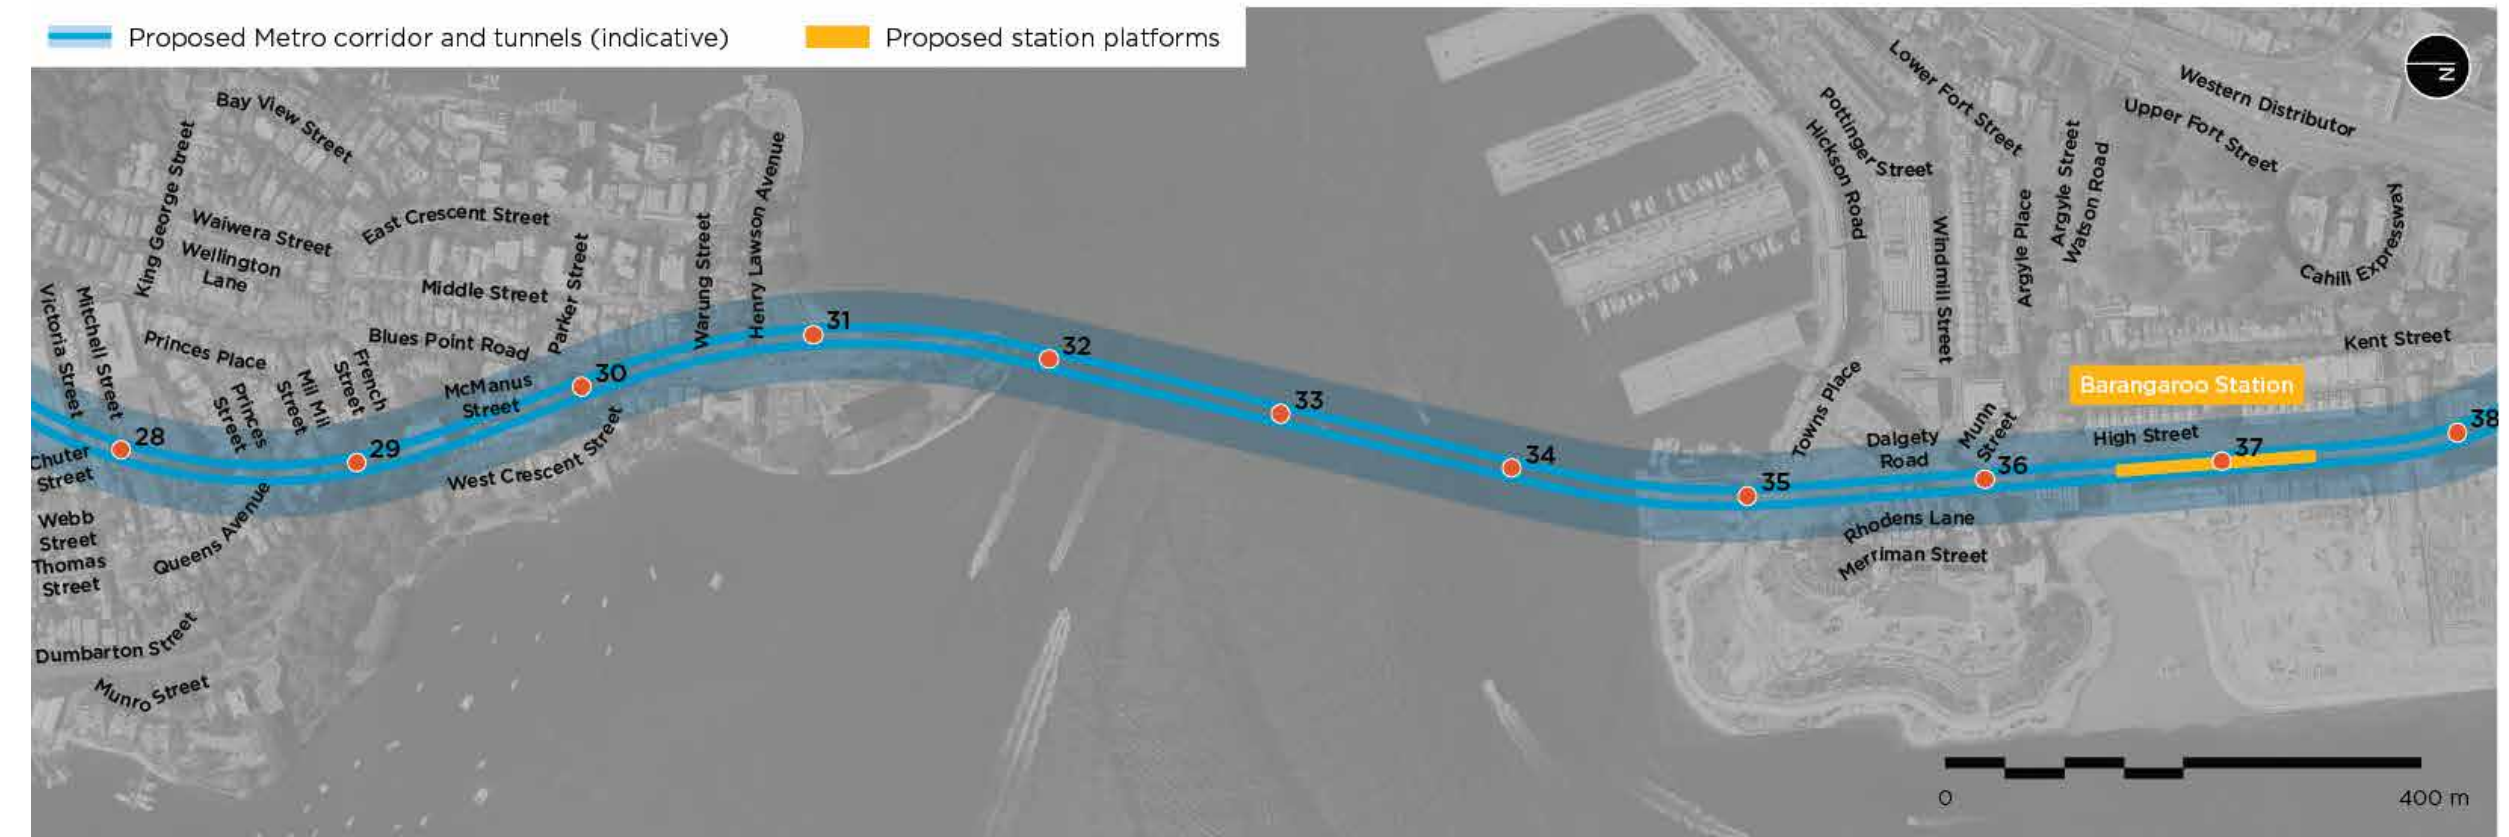 Proposed Metro corridor and tunnels (indicative)
Proposed station platforms
N
Bay View Street
King George Street
Waiwera Street
Wellington
Lane
East Crescent Street
Middle Street
Parker Street
Warung Street
Henry Lawson Avenue
Victoria Street
Mitchell Street
Princes Place
Princes
Street
Mil Mil
Street
French
Street
Blues Point Road
McManus
Street
West Crescent Street
Chuter
Street
Webb
Street
Thomas
Street
Queens Avenue
Dumbarton Street
Munro Street
28
29
30
31
32
33
34
35
36
37
38
Lower Fort Street
Pottinger Street
Hickson Road
Windmill Street
Argyle Place
Argyle Street
Watson Road
Upper Fort Street
Western Distributor
Cahill Expressway
Kent Street
Barangaroo Station
High Street
Towns Place
Dalgety
Road
Munn
Street
Rhodens Lane
Merriman Street
0
400 m